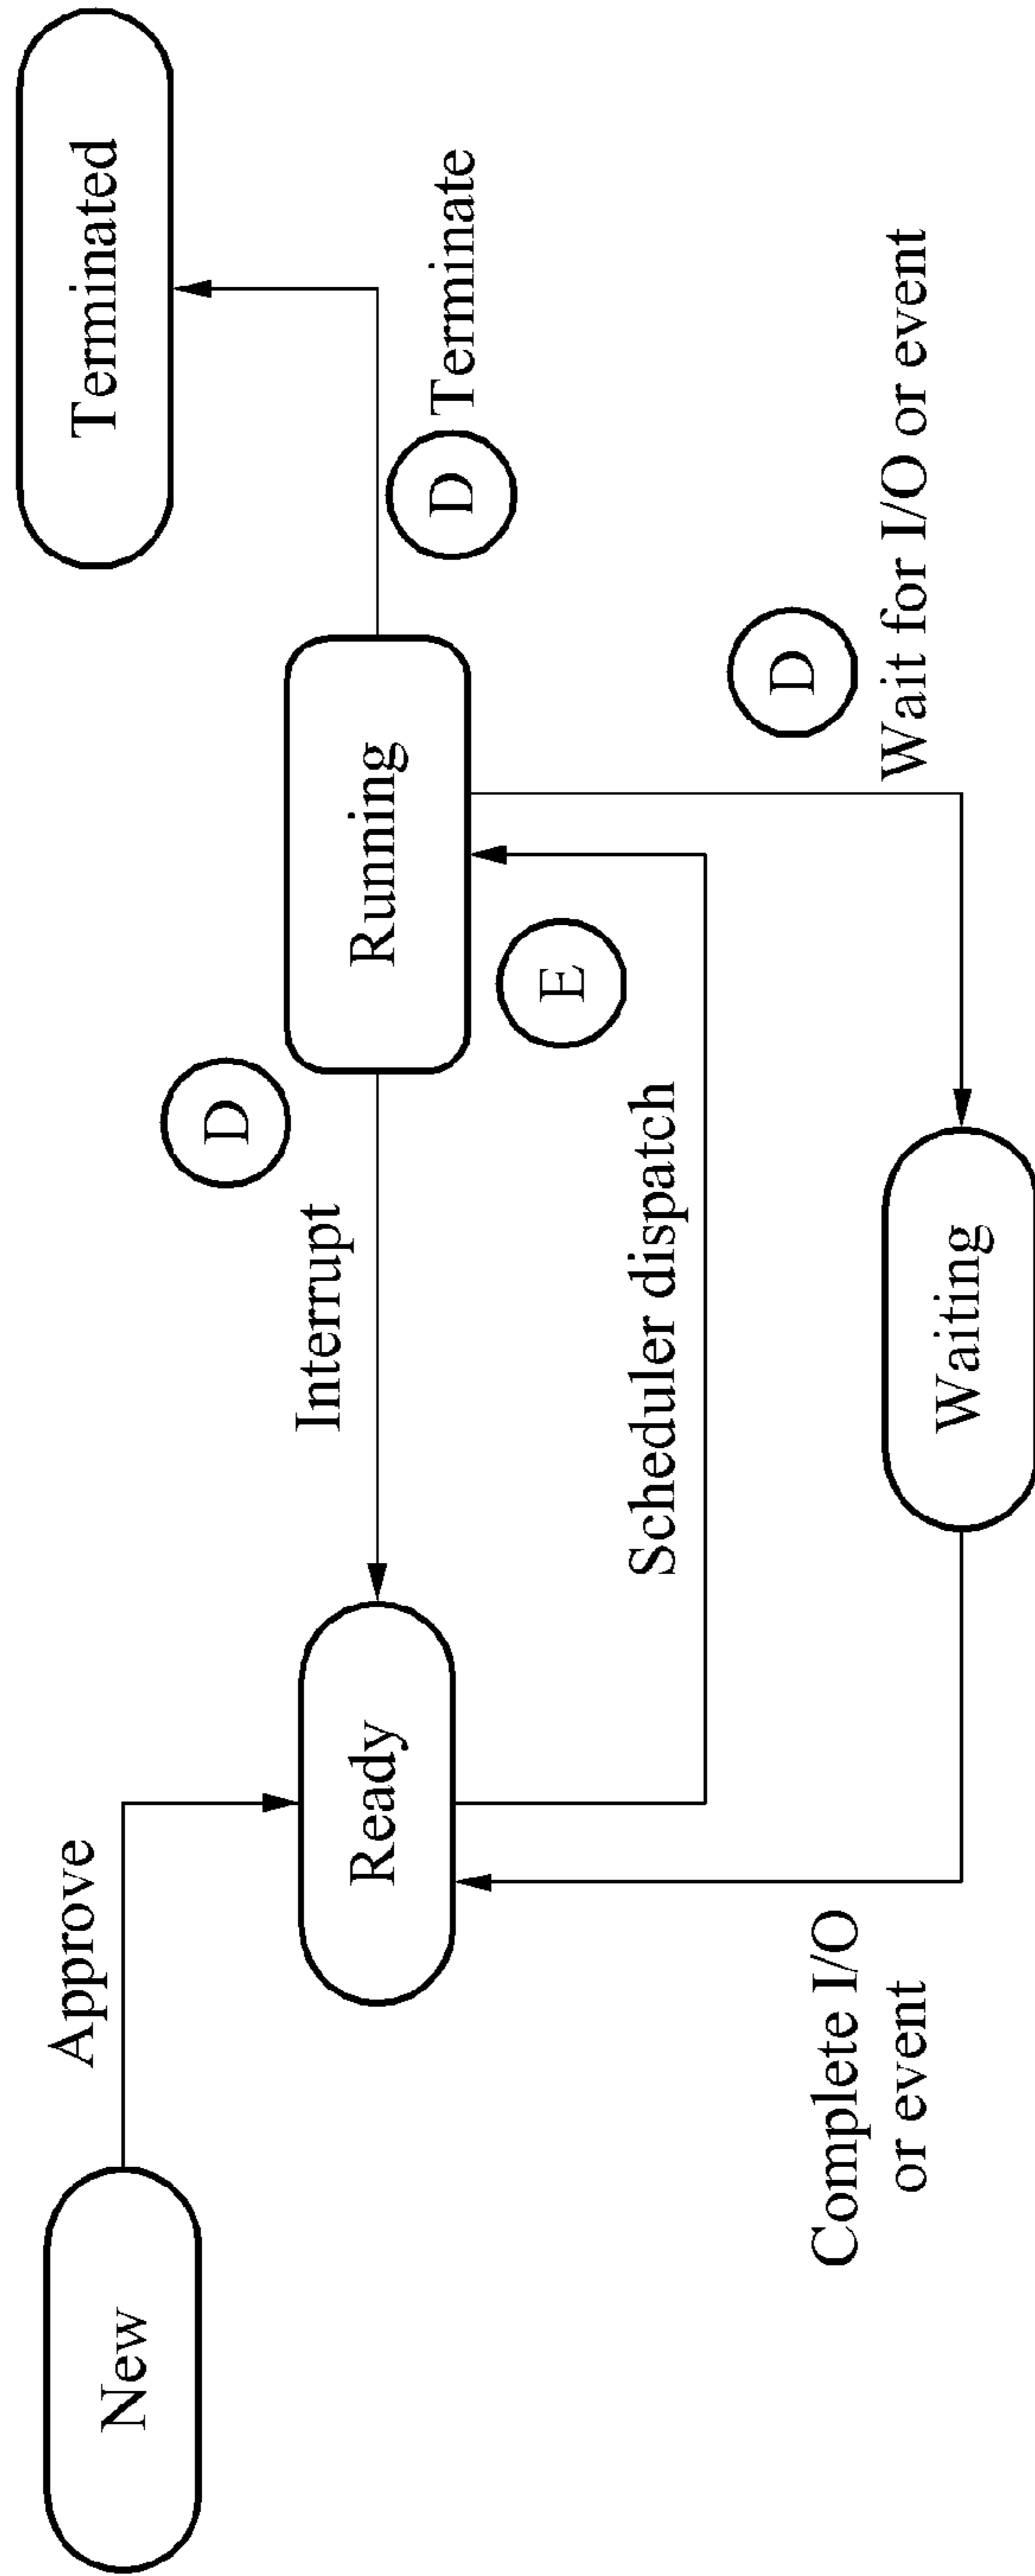 New
Approve
Ready
Interrupt
D
Running
E
Scheduler dispatch
D
Terminate
Terminated
D
Wait for I/O or event
Waiting
Complete I/O
or event